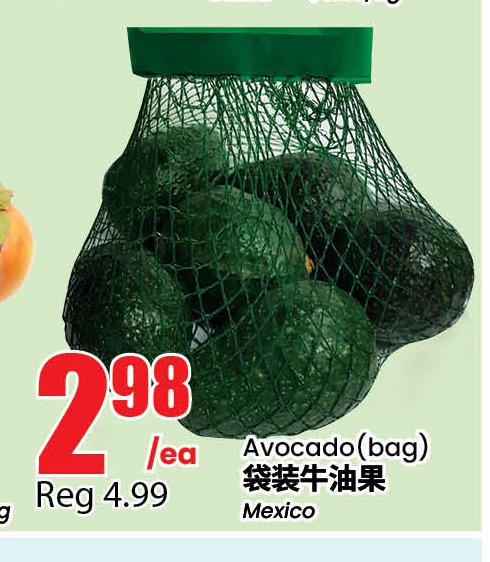 2 98
/ea
Reg 4.99
Avocado(bag)
袋装牛油果
Mexico